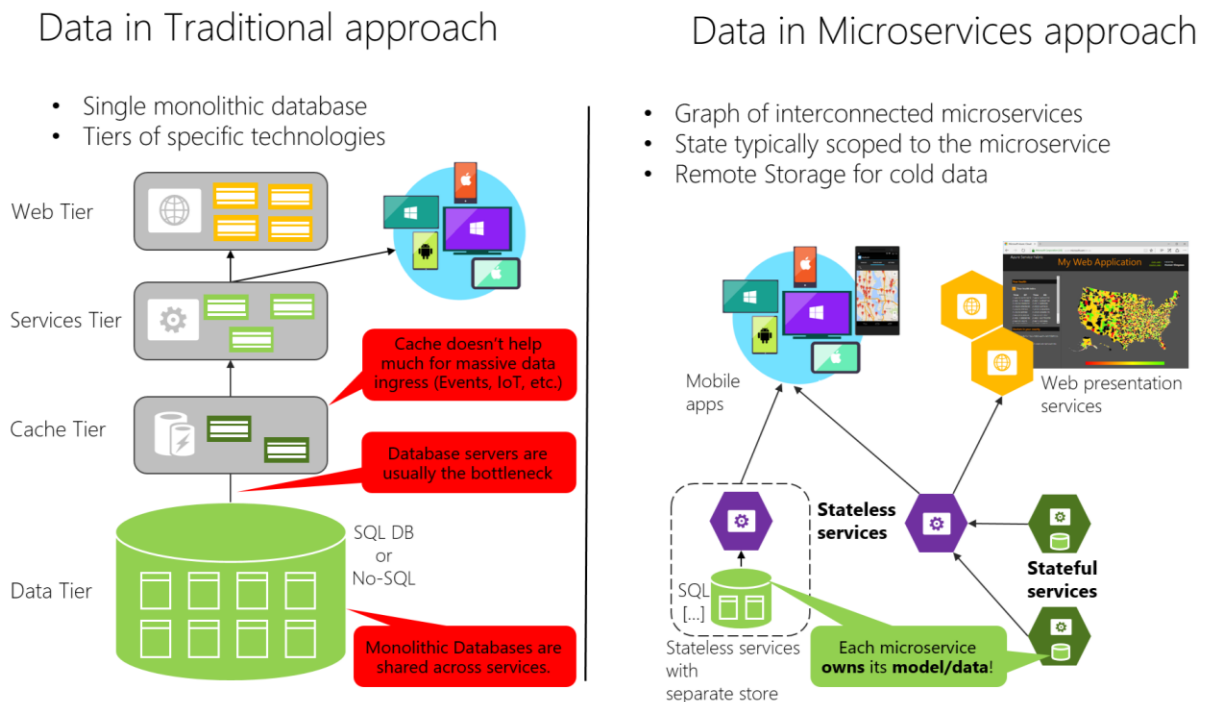 Data in Traditional approach
• Single monolithic database
• Tiers of specific technologies
Web Tier
Services Tier
Cache doesn't help
much for massive data
ingress (Events, IoT, etc.)
Cache Tier
Database servers are
usually the bottleneck
SQL DB
or
No-SQL
Data Tier
Monolithic Databases are
shared across services.
Data in Microservices approach
• Graph of interconnected microservices
• State typically scoped to the microservice
• Remote Storage for cold data
My Web Application
Mobile
apps
Web presentation
services
Stateless
services
Stateful
services
SQL
[...]
Stateless services
with
separate store
Each microservice
owns its model/data!